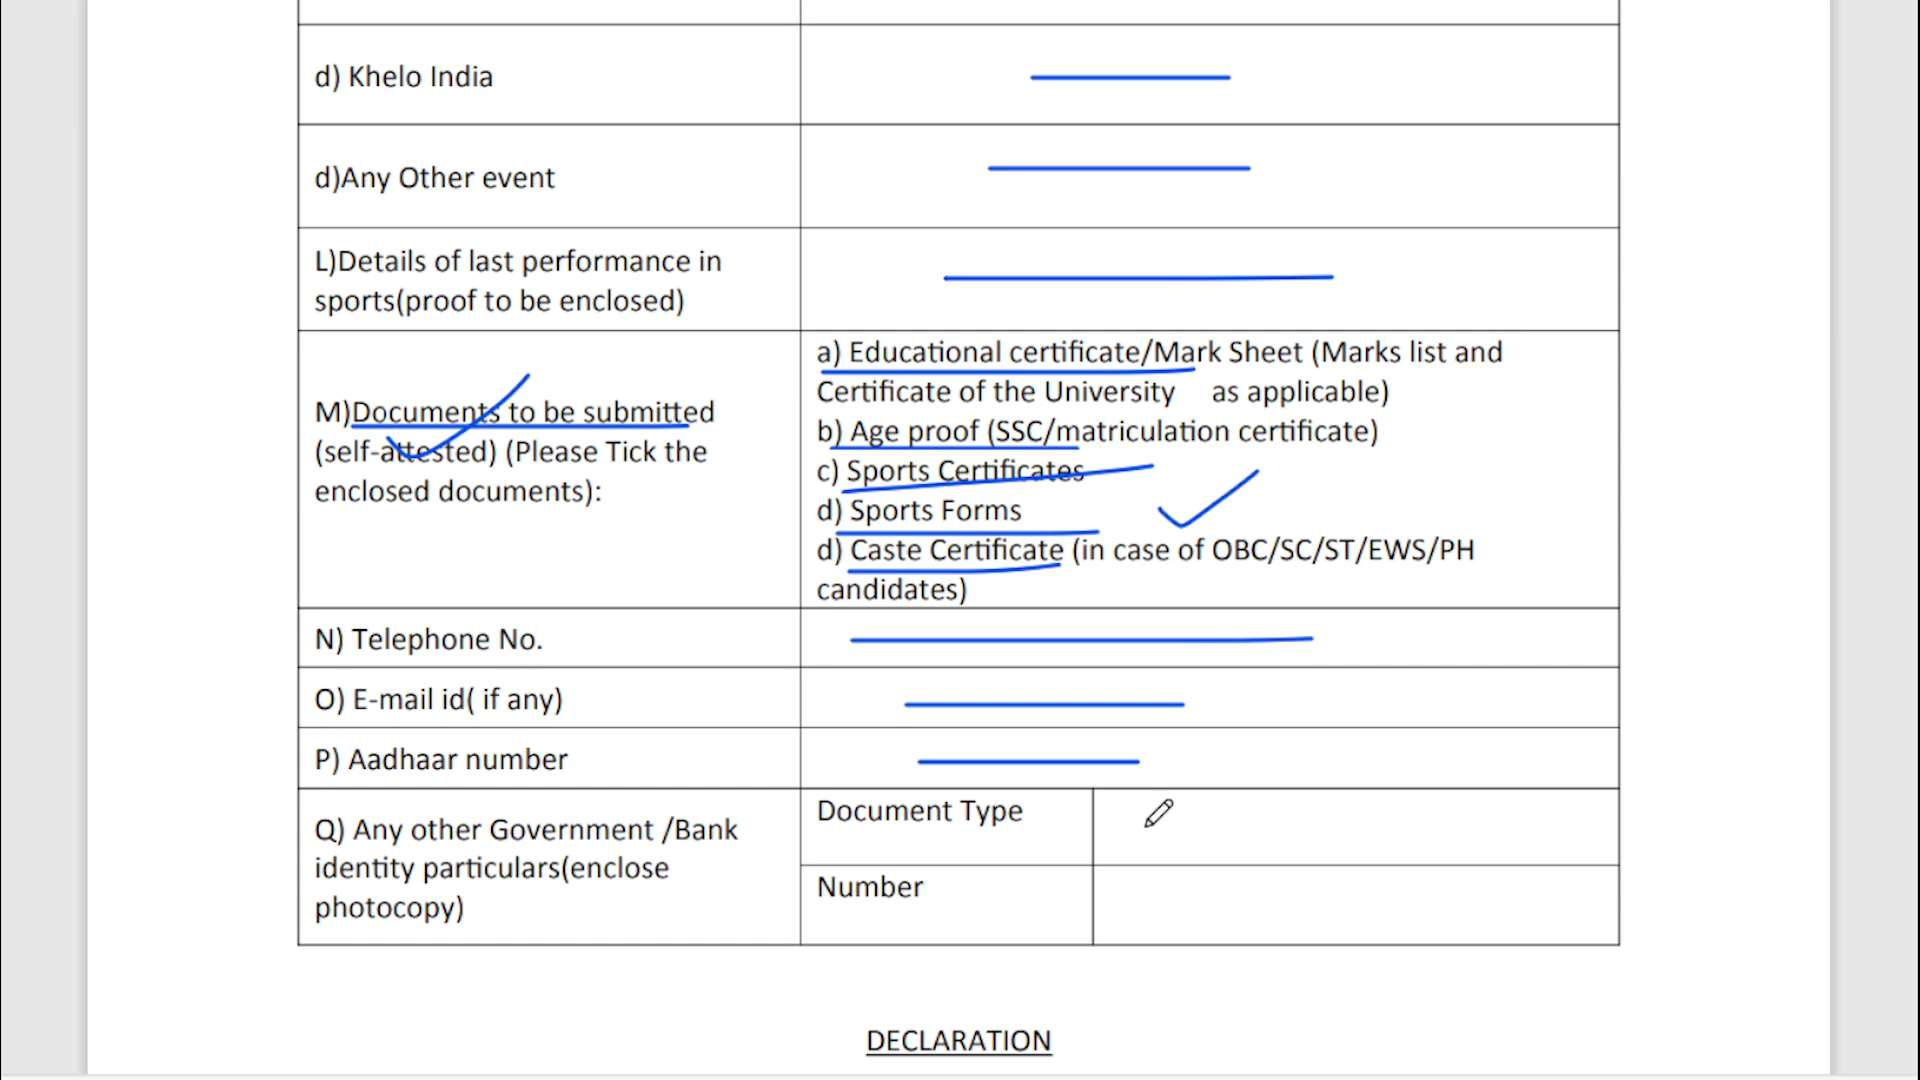 d) Khelo India
d)Any Other event
L)Details of last performance in
sports(proof to be enclosed)
M)Documents to be submitted
(self-attested) (Please Tick the
enclosed documents):
a) Educational certificate/Mark Sheet (Marks list and
Certificate of the University as applicable)
b) Age proof (SSC/matriculation certificate)
c) Sports Certificates
d) Sports Forms
d) Caste Certificate (in case of OBC/SC/ST/EWS/PH
candidates)
N) Telephone No.
O) E-mail id( if any)
P) Aadhaar number
Q) Any other Government /Bank
identity particulars(enclose
photocopy)
Document Type
Number
DECLARATION